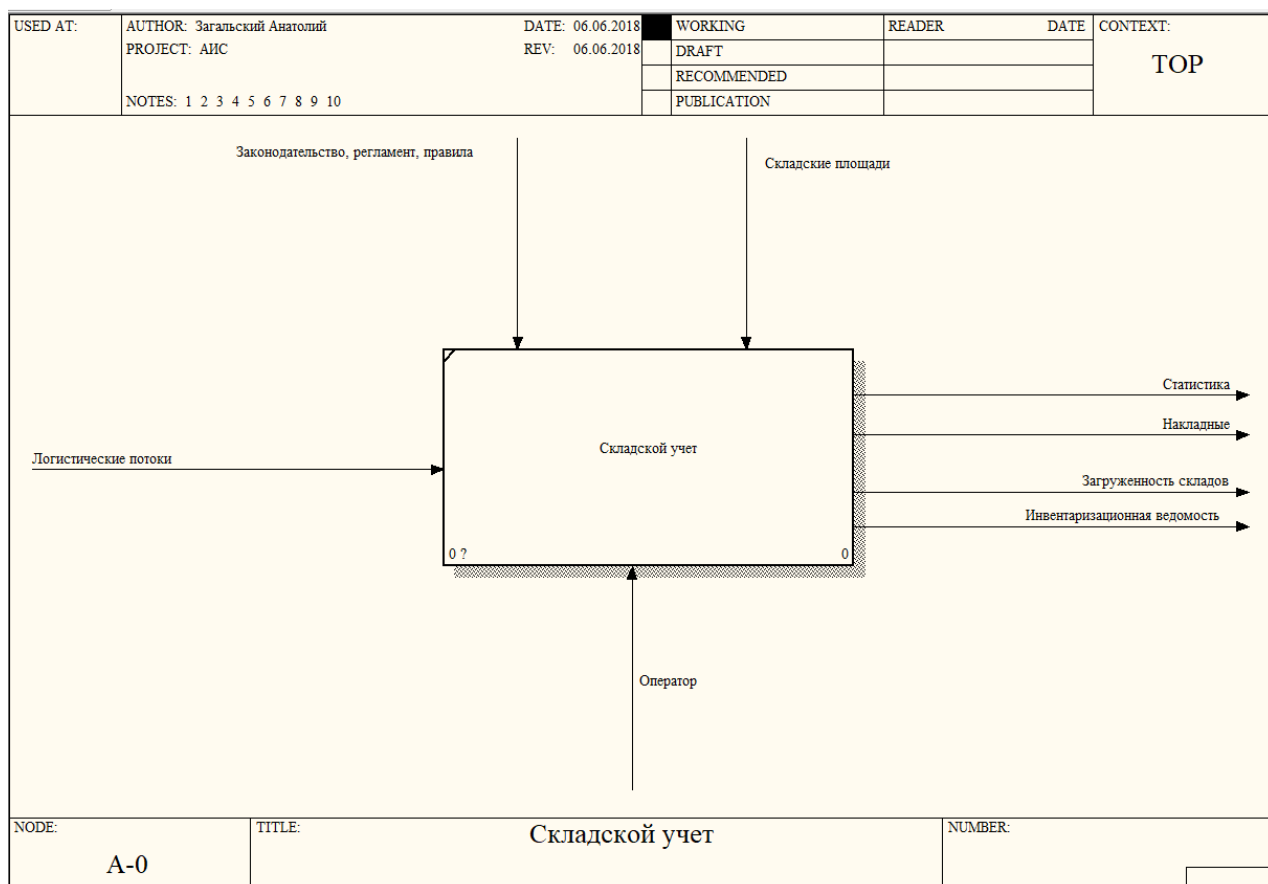 USED AT:
AUTHOR: Загальский Анатолий
DATE: 06.06.2018
PROJECT: АИС
REV: 06.06.2018
NOTES: 1 2 3 4 5 6 7 8 9 10
WORKING
DRAFT
RECOMMENDED
PUBLICATION
READER DATE
CONTEXT:
TOP
Законодательство, регламент, правила
Складские площади
Статистика
Накладные
Складской учет
Логистические потоки
Загруженность складов
Инвентаризационная ведомость
0 ?
0
Оператор
NODE:
A-0
TITLE:
Складской учет
NUMBER: